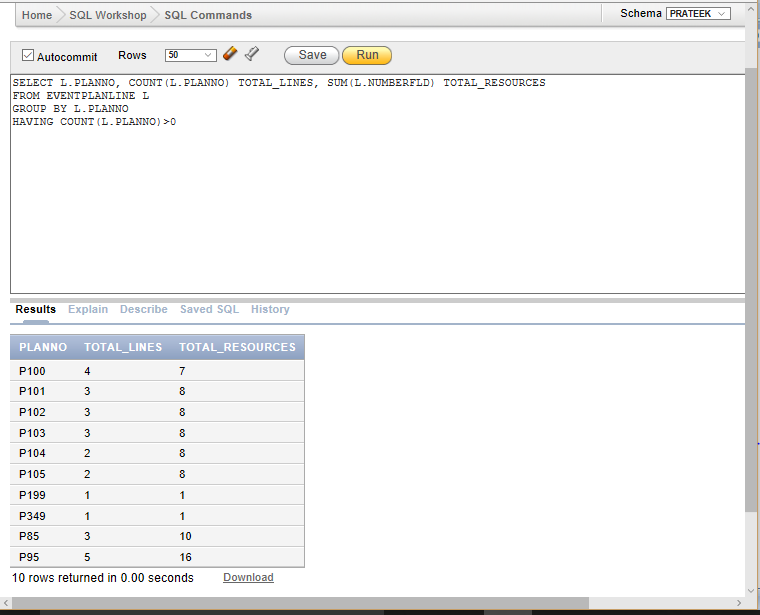 Home SQL Workshop SQL Commands Schema PRATEEK
Autocommit Rows 50 Save Run
SELECT L.PLANNO, COUNT(L.PLANNO) TOTAL_LINES, SUM(L.NUMBERFLD) TOTAL_RESOURCES
FROM EVENTPLANLINE L
GROUP BY L.PLANNO
HAVING COUNT(L.PLANNO)>0
Results Explain Describe Saved SQL History
PLANNO TOTAL_LINES TOTAL_RESOURCES
P100 4 7
P101 3 8
P102 3 8
P103 3 8
P104 2 8
P105 2 8
P199 1 1
P349 1 1
P85 3 10
P95 5 16
10 rows returned in 0.00 seconds Download